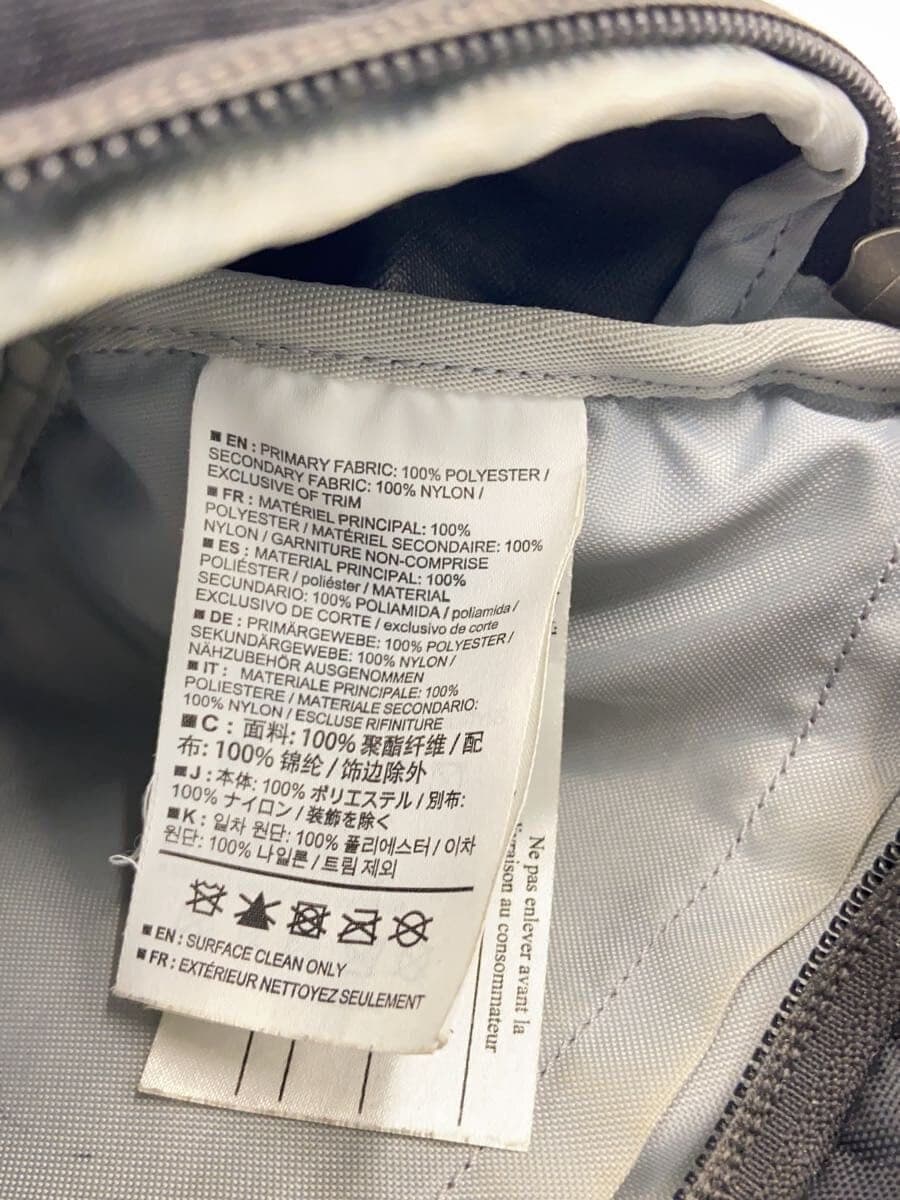 ■ EN : PRIMARY FABRIC: 100% POLYESTER /
SECONDARY FABRIC: 100% NYLON /
EXCLUSIVE OF TRIM
■ FR : MATÉRIEL PRINCIPAL: 100%
POLYESTER / MATÉRIEL SECONDAIRE: 100%
NYLON / GARNITURE NON-COMPRISE
■ ES : MATERIAL PRINCIPAL: 100%
POLIÉSTER / poliéster / MATERIAL
SECUNDARIO: 100% POLIAMIDA / poliamida /
EXCLUSIVO DE CORTE / exclusivo de corte
■ DE : PRIMÄRGEWEBE: 100% POLYESTER /
SEKUNDÄRGEWEBE: 100% NYLON /
NÄHZUBEHÖR AUSGENOMMEN
■ IT : MATERIALE PRINCIPALE: 100%
POLIESTERE / MATERIALE SECONDARIO:
100% NYLON / ESCLUSE RIFINITURE
■ C : 面料: 100% 聚酯纤维 / 配
布: 100% 锦纶 / 饰边除外
■ J : 本体: 100% ポリエステル / 別布:
100% ナイロン / 装飾を除く
■ K : 일차 원단: 100% 폴리에스터 / 이차
원단: 100% 나일론 / 트림 제외
■ EN : SURFACE CLEAN ONLY
■ FR : EXTÉRIEUR NETTOYEZ SEULEMENT
Ne pas enlever avant la
au consommateur